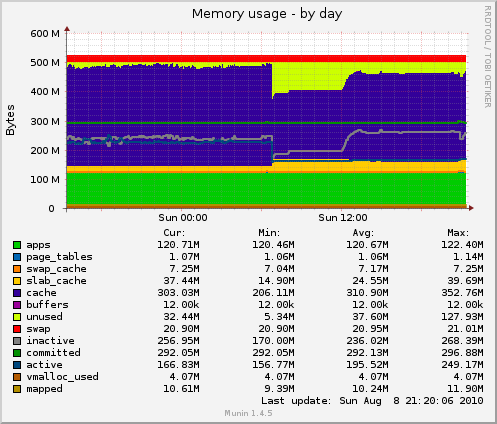 Memory usage - by day
RRDTOOL / TOBI OETIKER
Bytes
600 M
500 M
400 M
300 M
200 M
100 M
0
Sun 00:00 Sun 12:00
Cur: Min: Avg: Max:
apps 120.71M 120.46M 120.67M 122.40M
page_tables 1.07M 1.06M 1.06M 1.14M
swap_cache 7.25M 7.04M 7.17M 7.25M
slab_cache 37.44M 14.90M 24.55M 39.69M
cache 303.03M 206.11M 310.90M 352.76M
buffers 12.00k 12.00k 12.00k 12.00k
unused 32.44M 5.34M 37.60M 127.93M
swap 20.90M 20.90M 20.95M 21.01M
inactive 256.95M 170.00M 236.02M 268.39M
committed 292.05M 292.05M 292.13M 296.88M
active 166.83M 156.77M 195.52M 249.17M
vmalloc_used 4.07M 4.07M 4.07M 4.07M
mapped 10.61M 9.39M 10.24M 11.90M
Last update: Sun Aug 8 21:20:06 2010
Munin 1.4.5